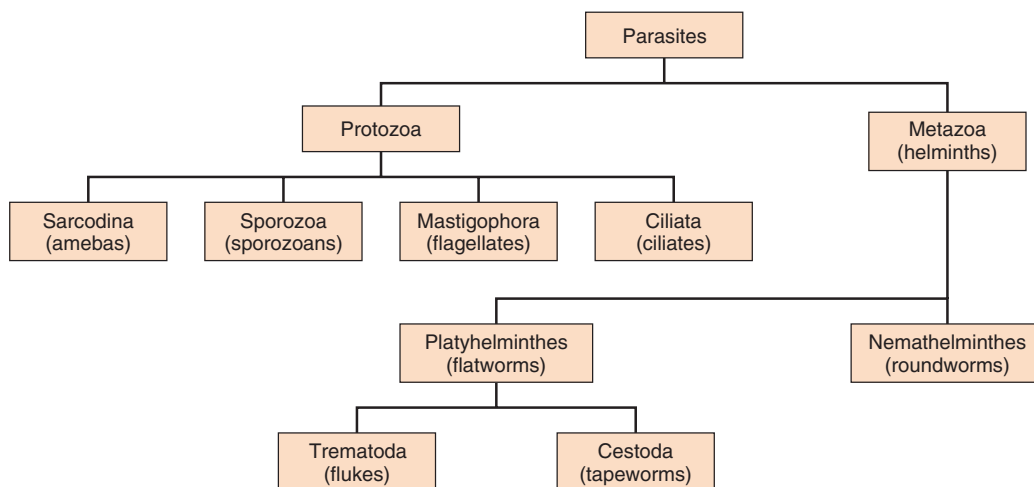 Parasites
Protozoa
Metazoa
(helminths)
Sarcodina
(amebas)
Sporozoa
(sporozoans)
Mastigophora
(flagellates)
Ciliata
(ciliates)
Platyhelminthes
(flatworms)
Nemathelminthes
(roundworms)
Trematoda
(flukes)
Cestoda
(tapeworms)